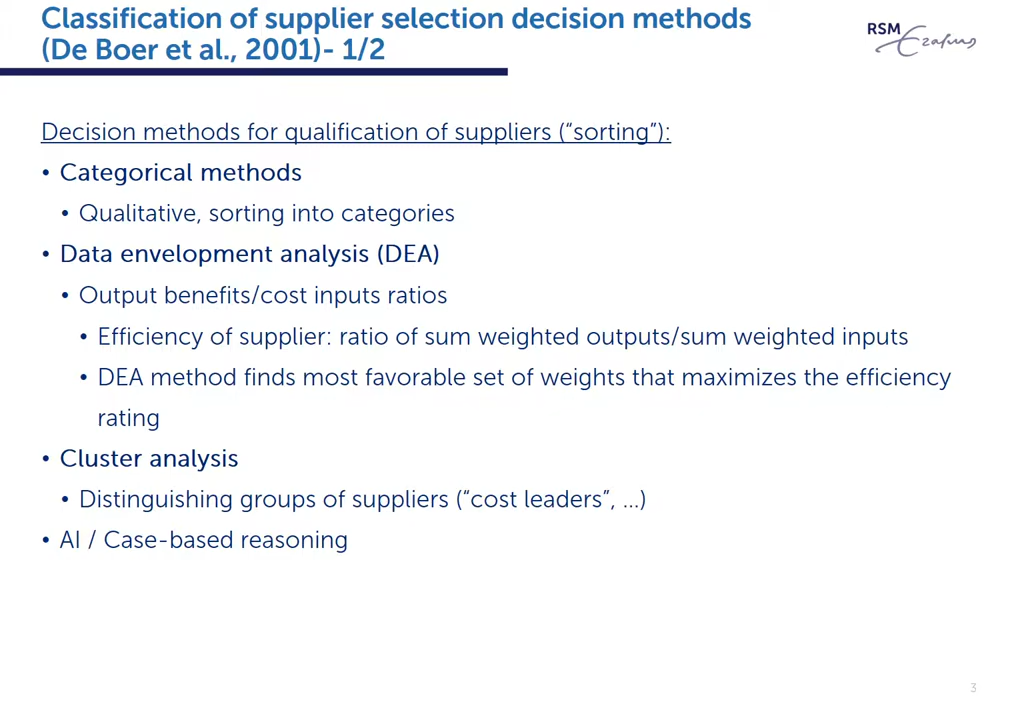 Classification of supplier selection decision methods
(De Boer et al., 2001)- 1/2
RSM
Erasmus
Decision methods for qualification of suppliers (“sorting”):
• Categorical methods
• Qualitative, sorting into categories
• Data envelopment analysis (DEA)
• Output benefits/cost inputs ratios
• Efficiency of supplier: ratio of sum weighted outputs/sum weighted inputs
• DEA method finds most favorable set of weights that maximizes the efficiency
rating
• Cluster analysis
• Distinguishing groups of suppliers (“cost leaders”, ...)
• AI / Case-based reasoning
3